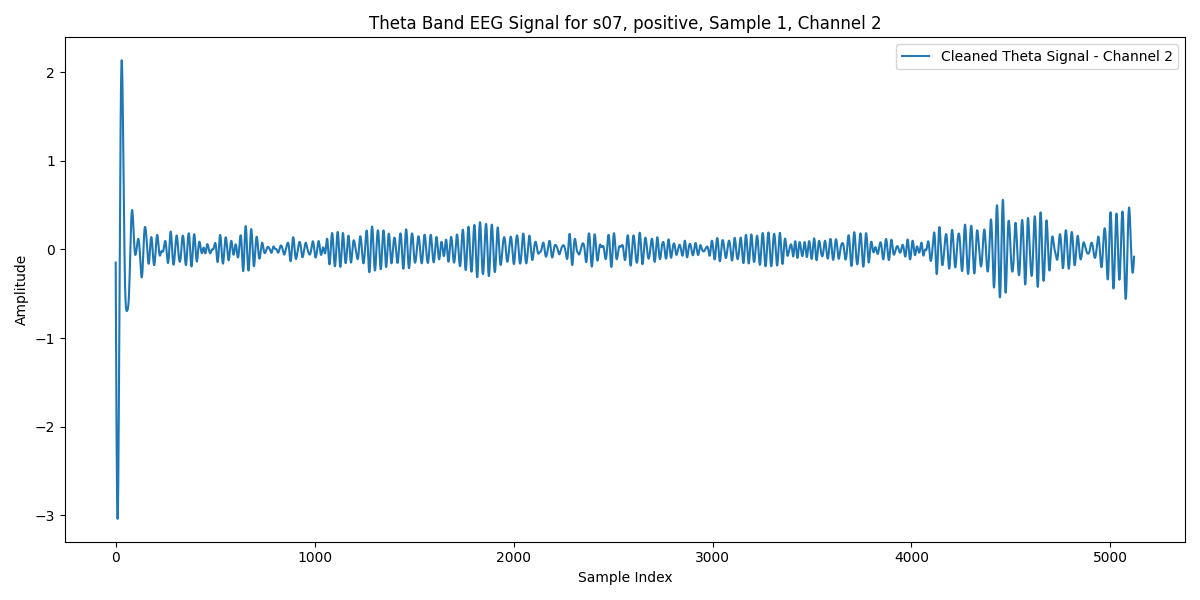 Theta Band EEG Signal for s07, positive, Sample 1, Channel 2
Cleaned Theta Signal - Channel 2
Amplitude
2
1
0
−1
−2
−3
0 1000 2000 3000 4000 5000
Sample Index